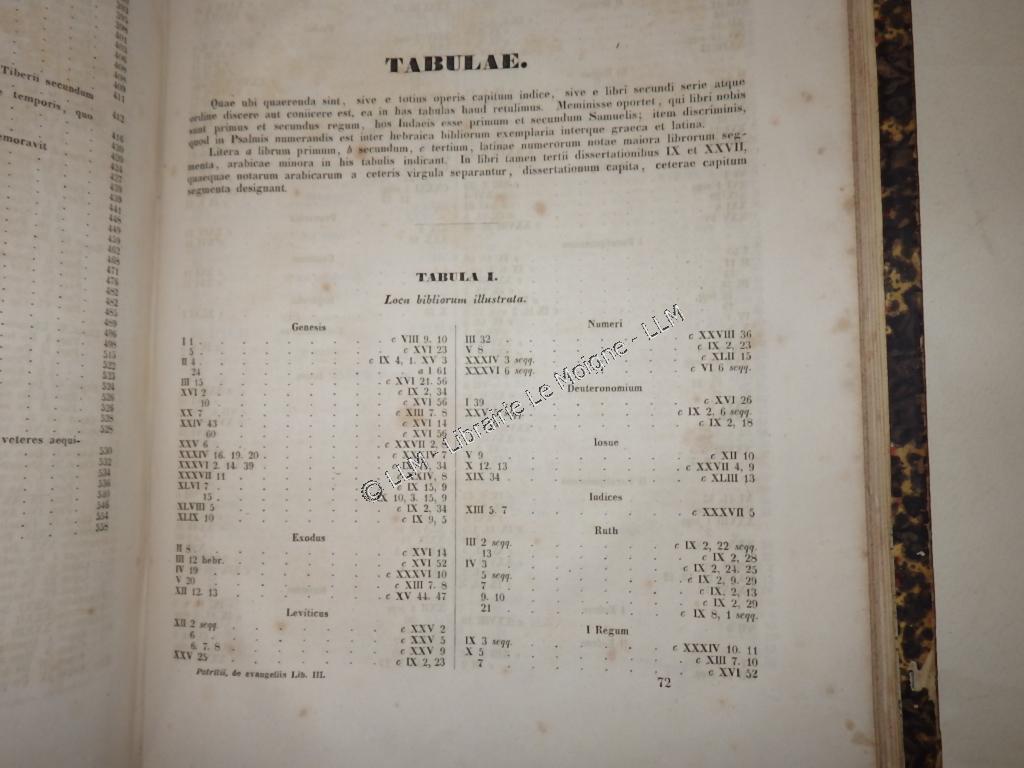 Tiberii secundum
e temporis, quo
emoravit
veteres aequi-
TABULAE.
Quae ubi quaerenda sint, sive e totius operis capitum indice, sive e libri secundi serie atque
ordine discere aut coniicere est, ea in has tabulas haud retulimus. Meminisse oportet, qui libri nobis
sunt primus et secundus regum, hos Iudaeis esse primum et secundum Samuelis; item discriminis,
quod in Psalmis numerandis est inter hebraica bibliorum exemplaria interque graeca et latina.
Litera a librum primum, b secundum, c tertium, latinae numerorum notae maiora librorum seg-
menta, arabicae minora in his tabulis indicant. In libri tamen tertii dissertationibus IX et XXVII,
quaequae notarum arabicarum a ceteris virgula separantur, dissertationum capita, ceterae capitum
segmenta designant.
TABULA I.
Loca bibliorum illustrata.
Genesis
I 1 c VIII 9. 10
5 c XVI 23
II 4 c IX 4, 1. XV 3
24 a I 61
III 15 c XVI 21. 56
XVI 2 c IX 2, 34
10 c XVI 56
XX 7 c XIII 7. 8
XXIV 43 c XVI 14
60 c XVI 56
XXV 6 c XXVII 2,
XXXIV 16. 19. 20
XXXVI 2. 14. 39 34
XXXVII 11 8
XLVI 7 c IX 15, 9
15 IX 10, 3. 15, 9
XLVIII 5 c IX 2, 34
XLIX 10 c IX 9, 5
Exodus
II 8 c XVI 14
III 12 hebr. c XVI 52
IV 19 c XXXVI 10
V 20 c XIII 7. 8
XII 12. 13 c XV 44. 47
Leviticus
XII 2 seqq. c XXV 2
6 c XXV 5
6. 7. 8 c XXV 9
XXV 25 c IX 2, 23
Patritii, de evangeliis Lib. III.
Numeri
III 32 c XXVIII 36
V 8 c IX 2, 23
XXXIV 3 seqq. c XLII 15
XXXVI 6 seqq. c VI 6 seqq.
Deuteronomium
I 39 c XVI 26
c IX 2, 6 seqq.
c IX 2, 18
Iosue
V 9 c XII 10
X 12. 13 c XXVII 4, 9
XIX 34 c XLIII 13
Iudices
XIII 5. 7 c XXXVII 5
Ruth
III 2 seqq. c IX 2, 22 seqq.
13 c IX 2, 28
IV 3 c IX 2, 24. 25
5 seqq. c IX 2, 9. 29
7 c IX. 2, 13
9. 10 c IX 2, 29
21 c IX 8, 1 seqq.
I Regum
IX 3 seqq. c XXXIV 10. 11
X 5 c XIII 7. 10
7 c XVI 52
72
© LLM - Librairie Le Moigne - LLM